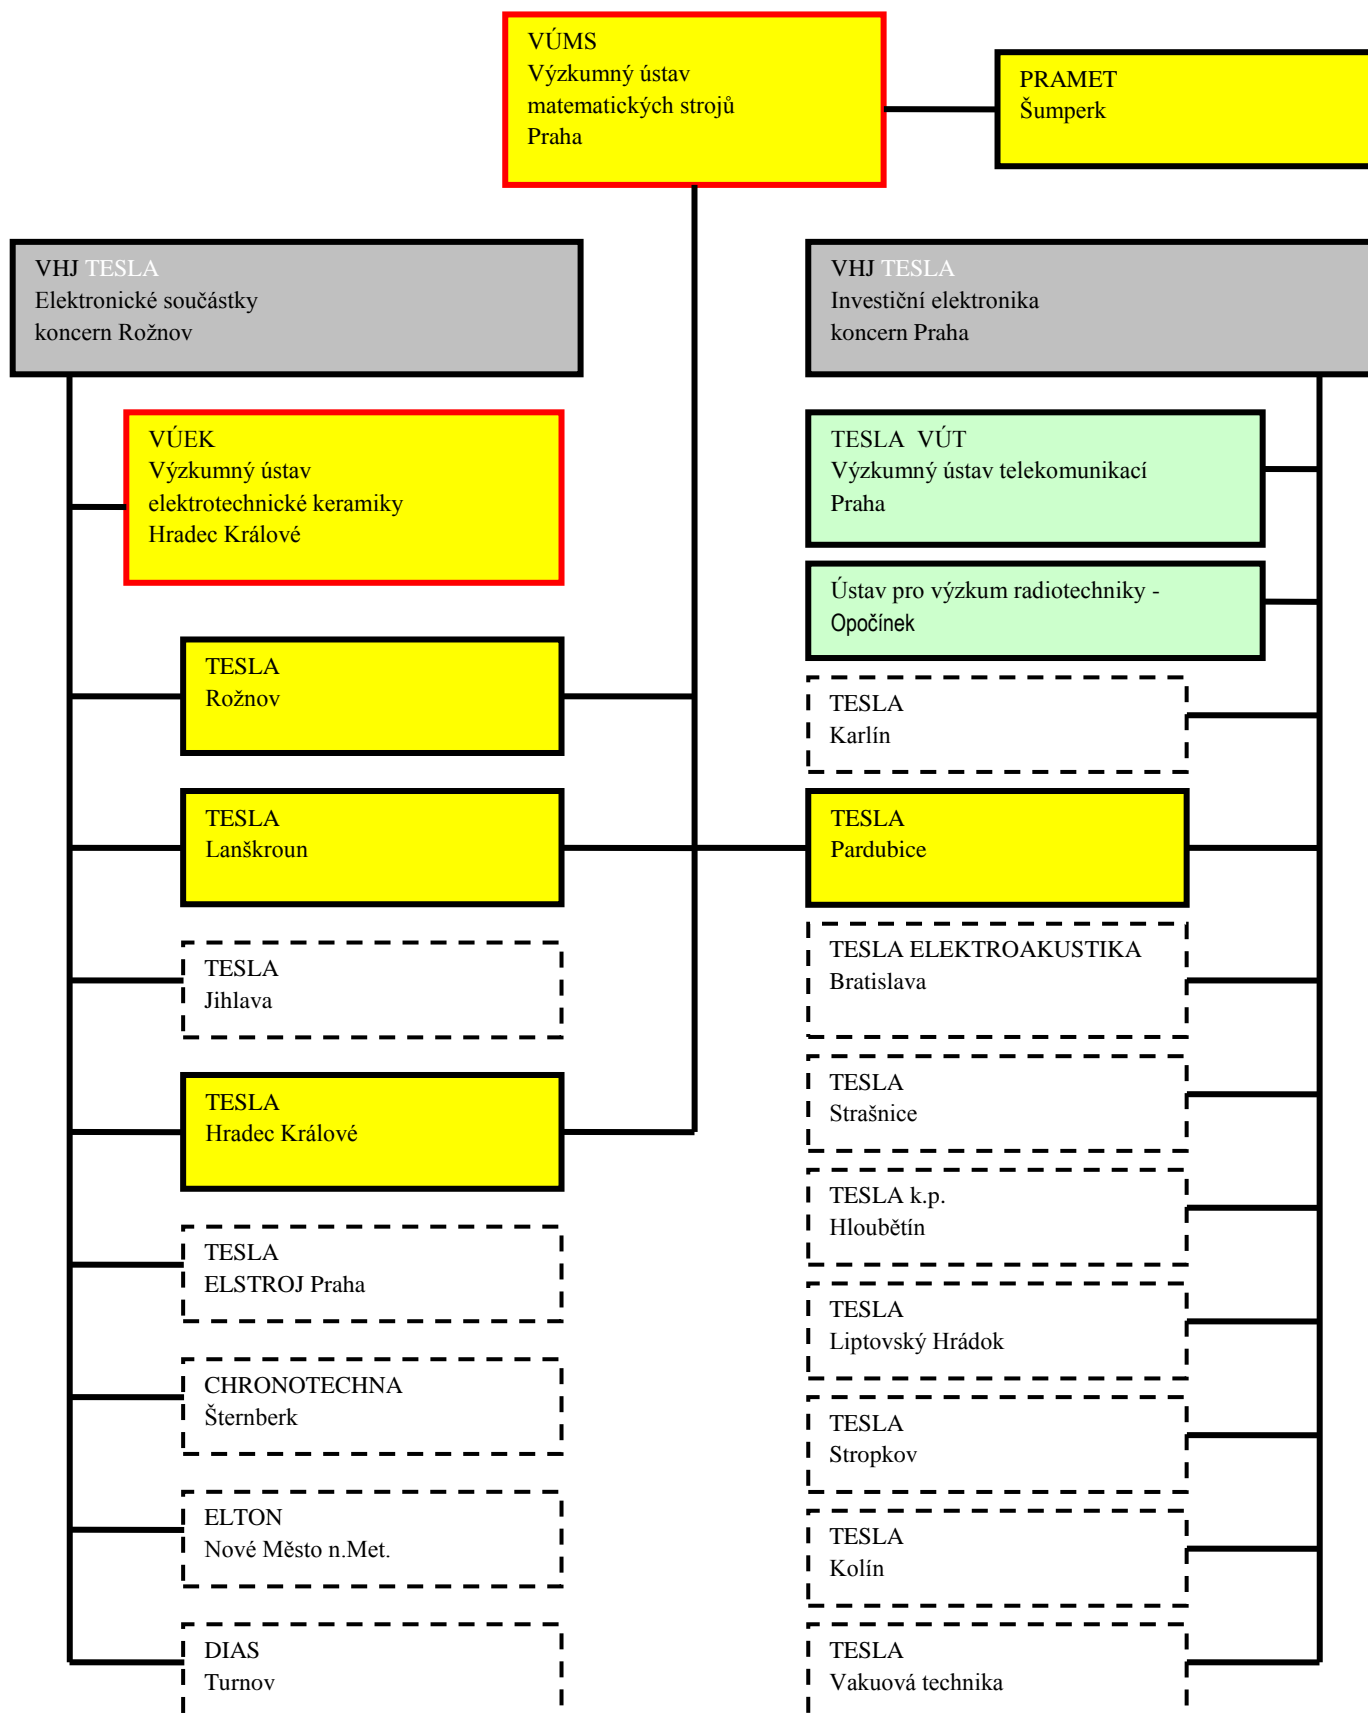 VÚMS
Výzkumný ústav
matematických strojů
Praha
PRAMET
Šumperk
VHJ TESLA
Elektronické součástky
koncern Rožnov
VHJ TESLA
Investiční elektronika
koncern Praha
VÚEK
Výzkumný ústav
elektrotechnické keramiky
Hradec Králové
TESLA
Rožnov
TESLA
Lanškroun
TESLA
Jihlava
TESLA
Hradec Králové
TESLA
ELSTROJ Praha
CHRONOTECHNA
Šternberk
ELTON
Nové Město n.Met.
DIAS
Turnov
TESLA  VÚT
Výzkumný ústav telekomunikací
Praha
Ústav pro výzkum radiotechniky -
Opočínek
TESLA
Karlín
TESLA
Pardubice
TESLA ELEKTROAKUSTIKA
Bratislava
TESLA
Strašnice
TESLA k.p.
Hloubětín
TESLA
Liptovský Hrádok
TESLA
Stropkov
TESLA
Kolín
TESLA
Vakuová technika